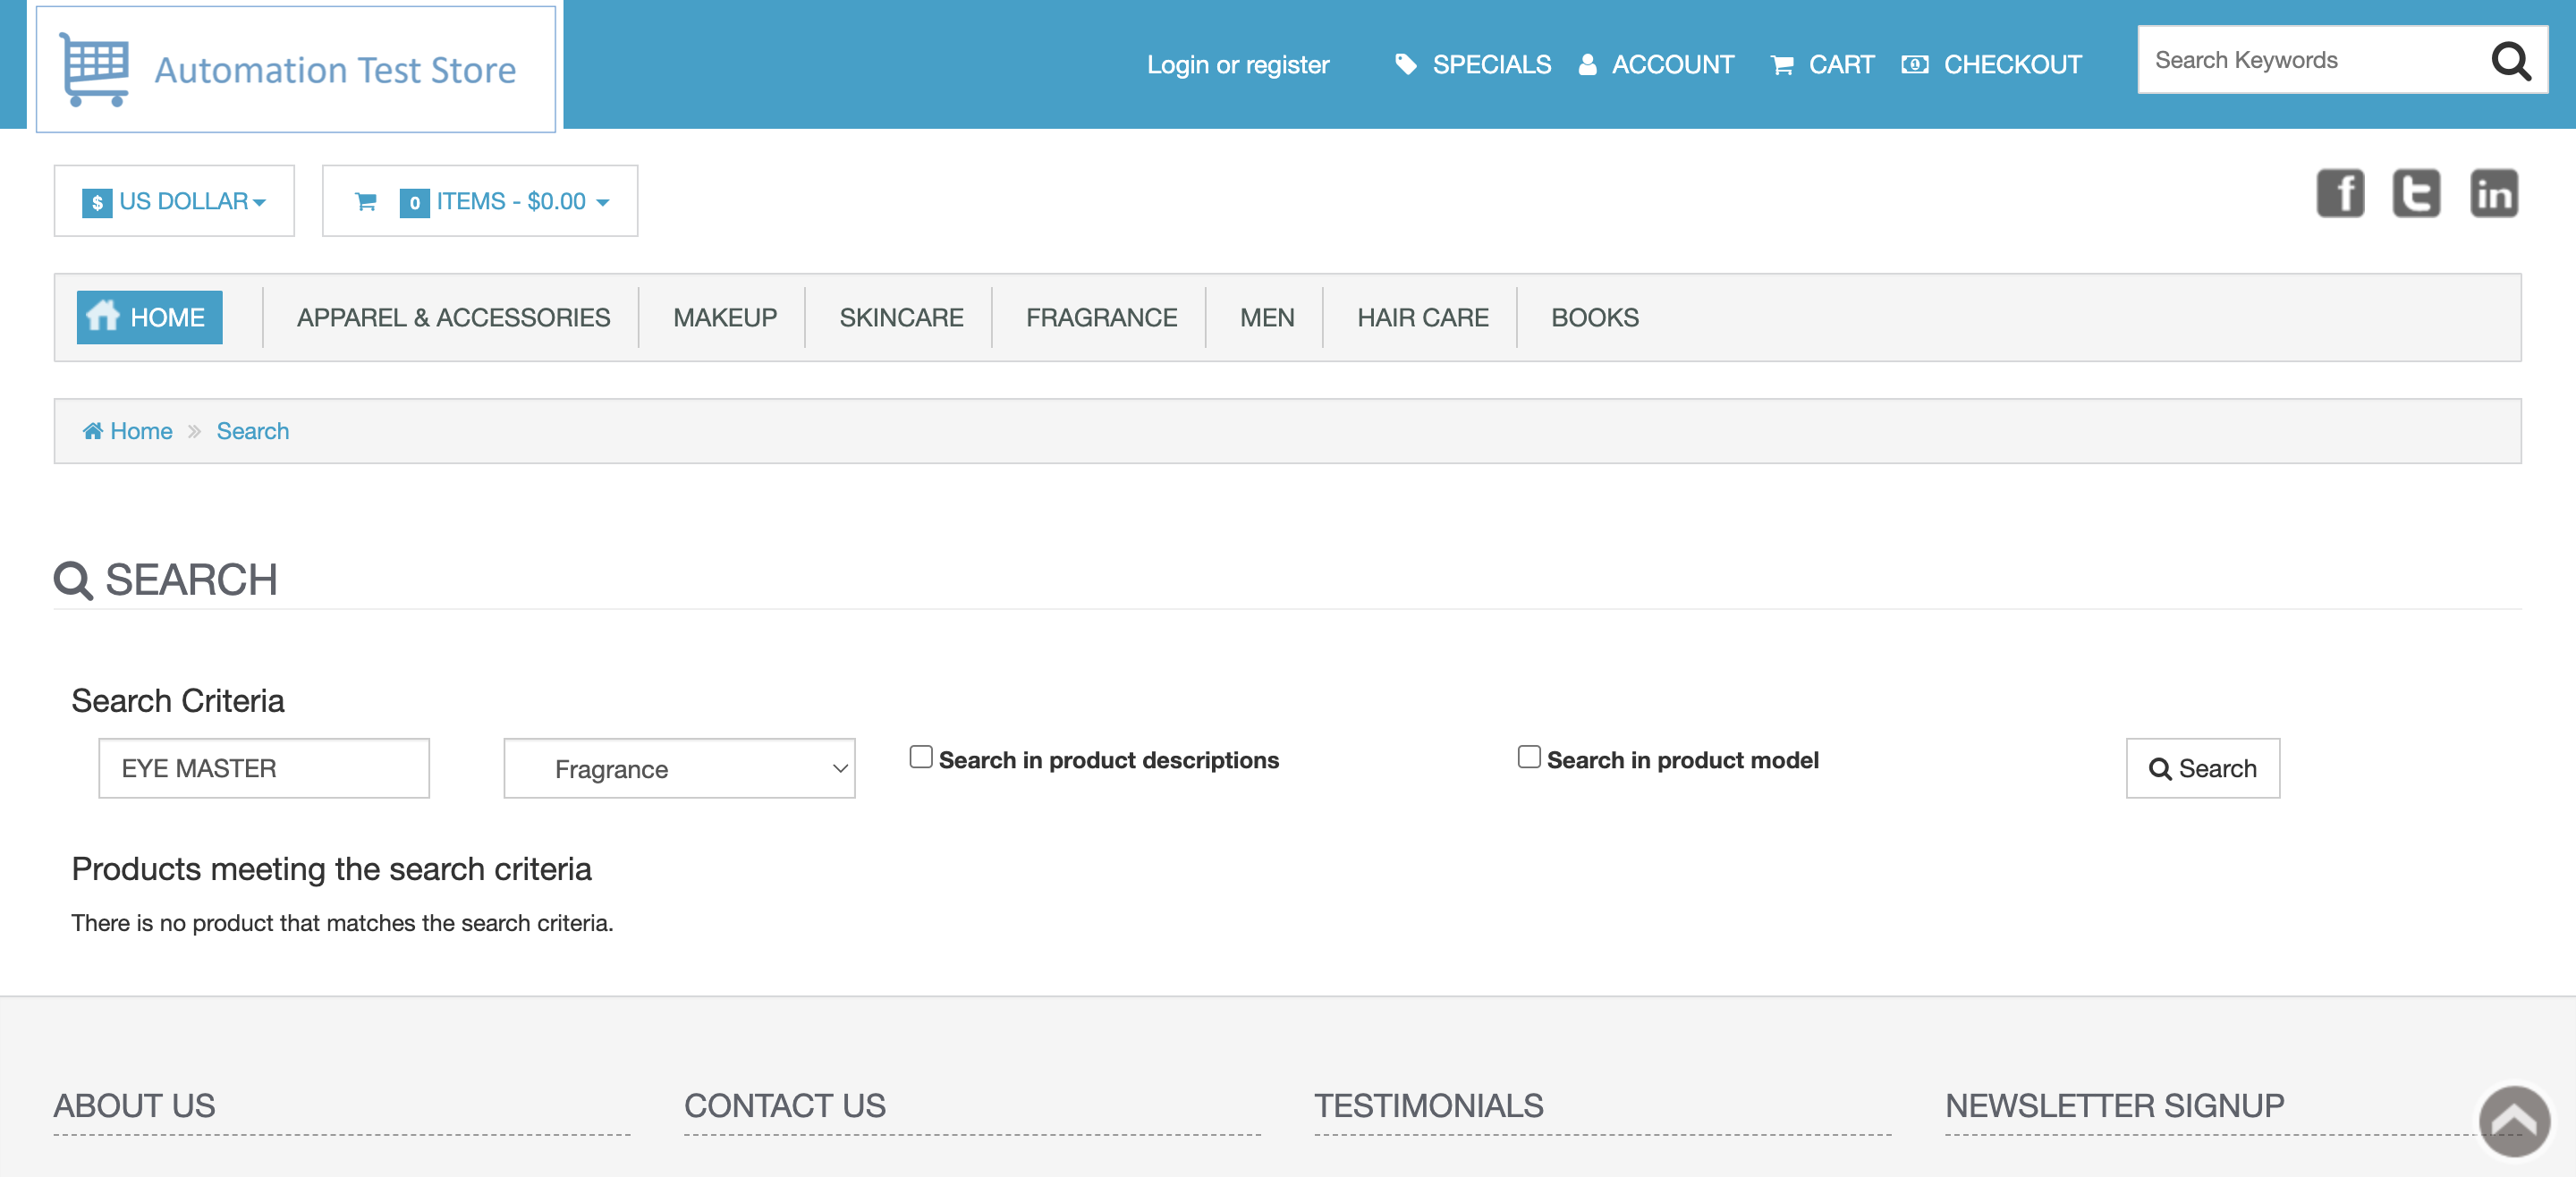 Automation Test Store
Login or register SPECIALS ACCOUNT CART CHECKOUT Search Keywords
$ US DOLLAR 0 ITEMS - $0.00
HOME APPAREL & ACCESSORIES MAKEUP SKINCARE FRAGRANCE MEN HAIR CARE BOOKS
Home » Search
SEARCH
Search Criteria
EYE MASTER Fragrance Search in product descriptions Search in product model Search
Products meeting the search criteria
There is no product that matches the search criteria.
ABOUT US CONTACT US TESTIMONIALS NEWSLETTER SIGNUP